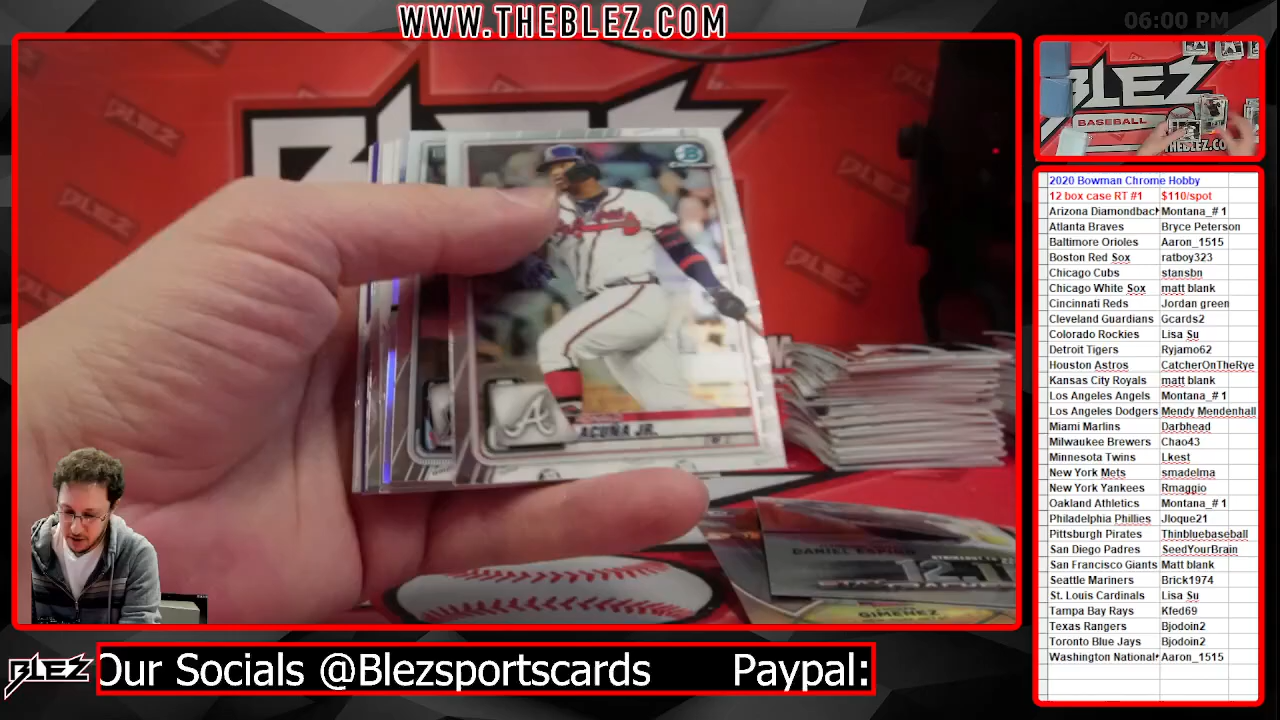 WWW.THEBLEZ.COM
06:00 PM
BLEZ
BLEZ
BASEBALL
THEBLEZ.CO
ACUÑA JR.
DANIEL ESPINO
GIMENEZ
2020 Bowman Chrome Hobby
12 box case RT #1 $110/spot
Arizona Diamondback Montana_# 1
Atlanta Braves Bryce Peterson
Baltimore Orioles Aaron_1515
Boston Red Sox ratboy323
Chicago Cubs stansbn
Chicago White Sox matt blank
Cincinnati Reds Jordan green
Cleveland Guardians Gcards2
Colorado Rockies Lisa Su
Detroit Tigers Ryjamo62
Houston Astros CatcherOnTheRye
Kansas City Royals matt blank
Los Angeles Angels Montana_# 1
Los Angeles Dodgers Mendy Mendenhall
Miami Marlins Darbhead
Milwaukee Brewers Chao43
Minnesota Twins Lkest
New York Mets smadelma
New York Yankees Rmaggio
Oakland Athletics Montana_# 1
Philadelphia Phillies Jloque21
Pittsburgh Pirates Thinbluebaseball
San Diego Padres SeedYourBrain
San Francisco Giants Matt blank
Seattle Mariners Brick1974
St. Louis Cardinals Lisa Su
Tampa Bay Rays Kfed69
Texas Rangers Bjodoin2
Toronto Blue Jays Bjodoin2
Washington National Aaron_1515
BLEZ
Our Socials @Blezsportscards Paypal: